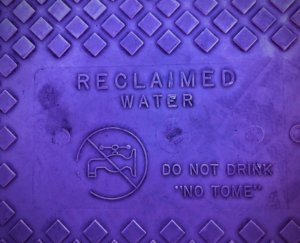 RECLAIMED
WATER
DO NOT DRINK
"NO TOME"